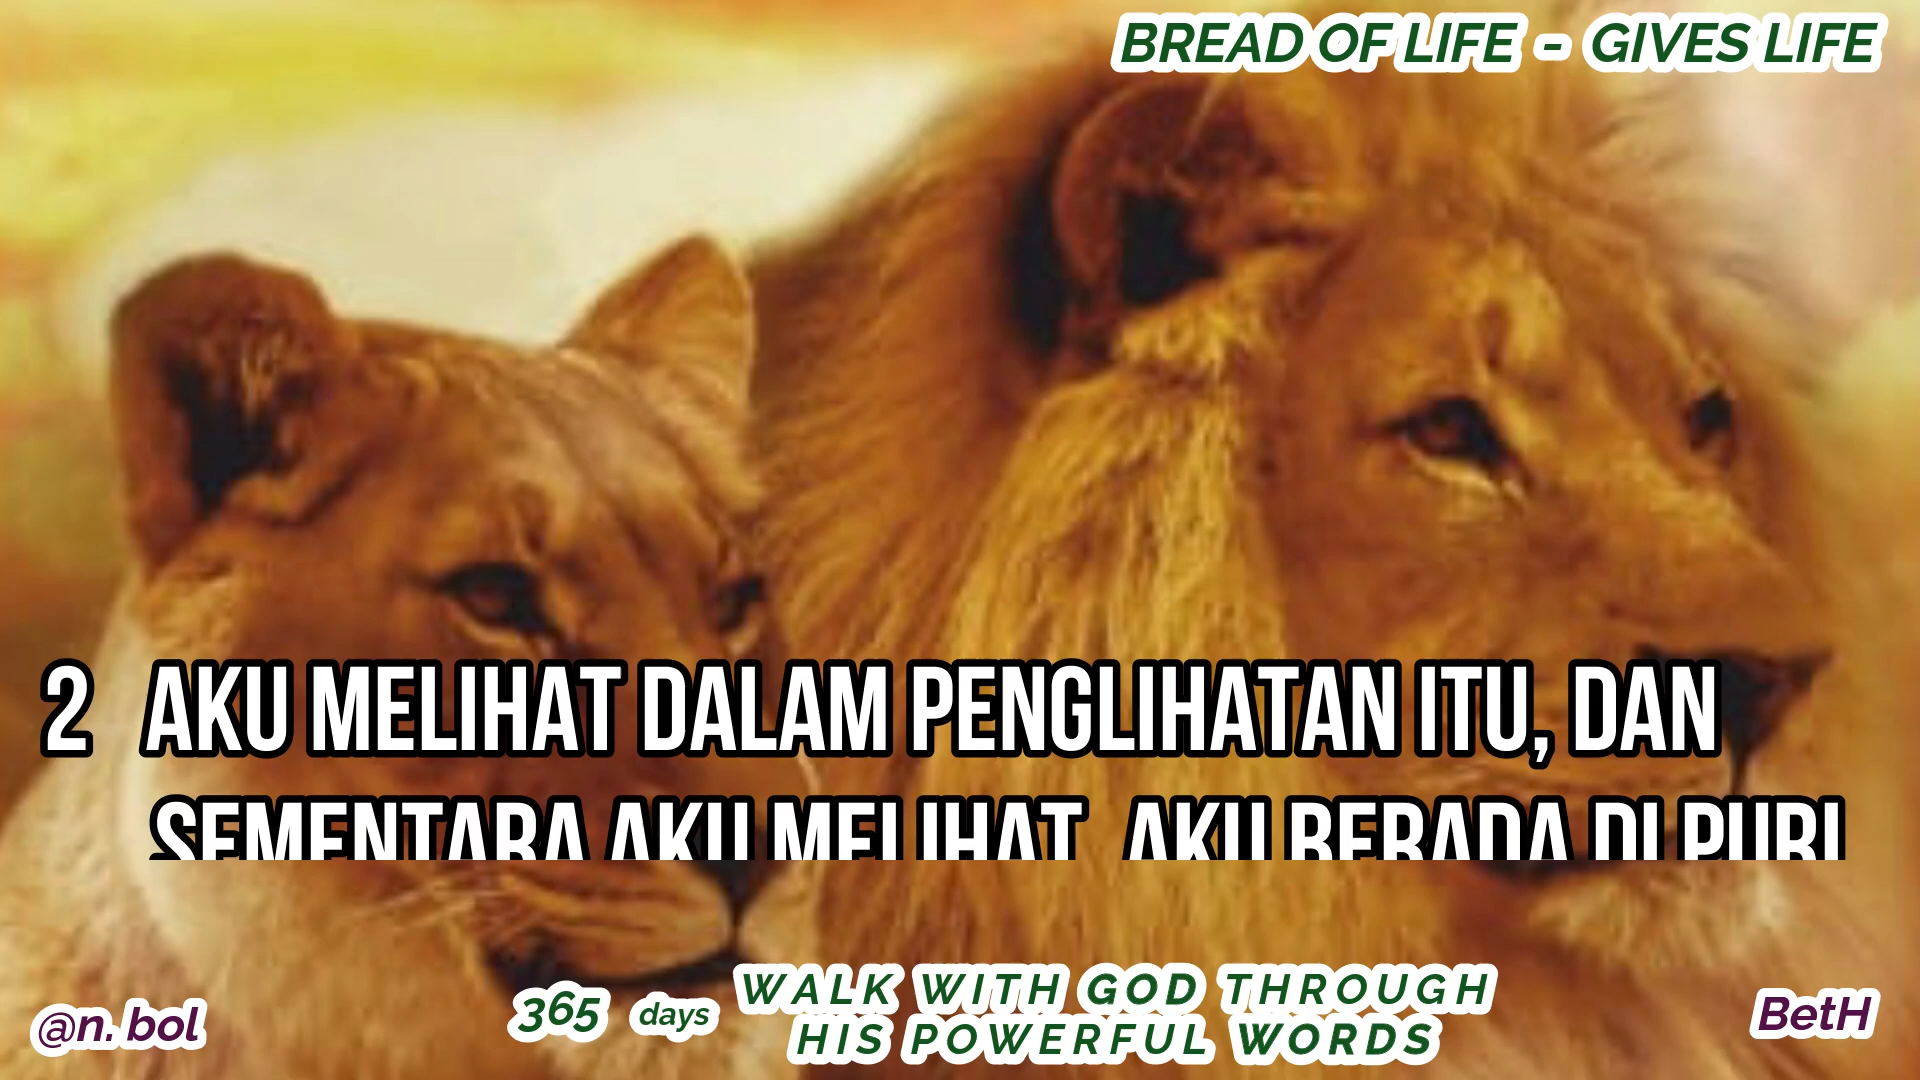 BREAD OF LIFE - GIVES LIFE
2 AKU MELIHAT DALAM PENGLIHATAN ITU, DAN
SEMENTARA AKU MELIHAT, AKU BERADA DI PURI
@n. bol
365 days
WALK WITH GOD THROUGH
HIS POWERFUL WORDS
BetH